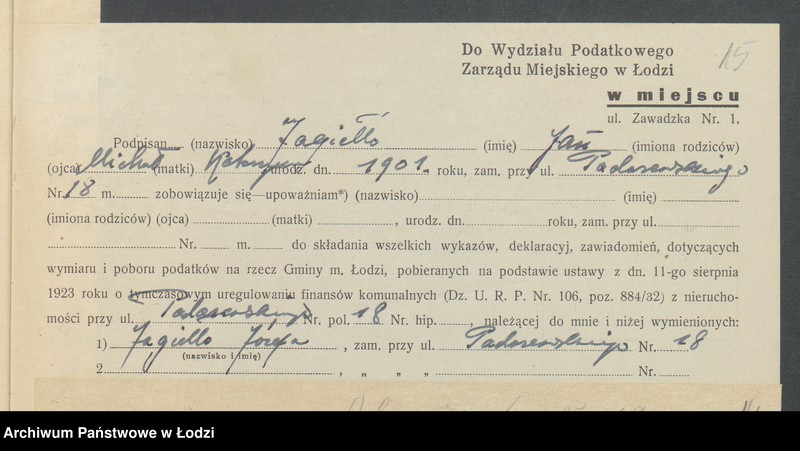 Do Wydziału Podatkowego
15
Zarządu Miejskiego w Łodzi
w miejscu
ul. Zawadzka Nr. 1.
Podpisan (nazwisko) Jagiełło (imię) Jan (imiona rodziców)
(ojca) Michał (matki) urodz. dn. 1901. roku, zam. przy ul. Paderewskiego
Nr. 18 m. zobowiązuje się—upoważniam*) (nazwisko) (imię)
(imiona rodziców) (ojca) (matki) , urodz. dn. roku, zam. przy ul.
Nr. m. do składania wszelkich wykazów, deklaracyj, zawiadomień, dotyczących
wymiaru i poboru podatków na rzecz Gminy m. Łodzi, pobieranych na podstawie ustawy z dn. 11-go sierpnia
1923 roku o tymczasowym uregulowaniu finansów komunalnych (Dz. U. R. P. Nr. 106, poz. 884/32) z nierucho-
mości przy ul. Paderewskiego Nr. pol. 18 Nr. hip. , należącej do mnie i niżej wymienionych:
1) Jagiełło Józefa , zam. przy ul. Paderewskiego Nr. 18
(nazwisko i imię)
2 , „ „ „ Nr.
Archiwum Państwowe w Łodzi